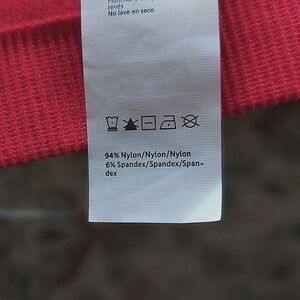 revés
No lave en seco
94% Nylon/Nylon/Nylon
6% Spandex/Spandex/Span-
dex